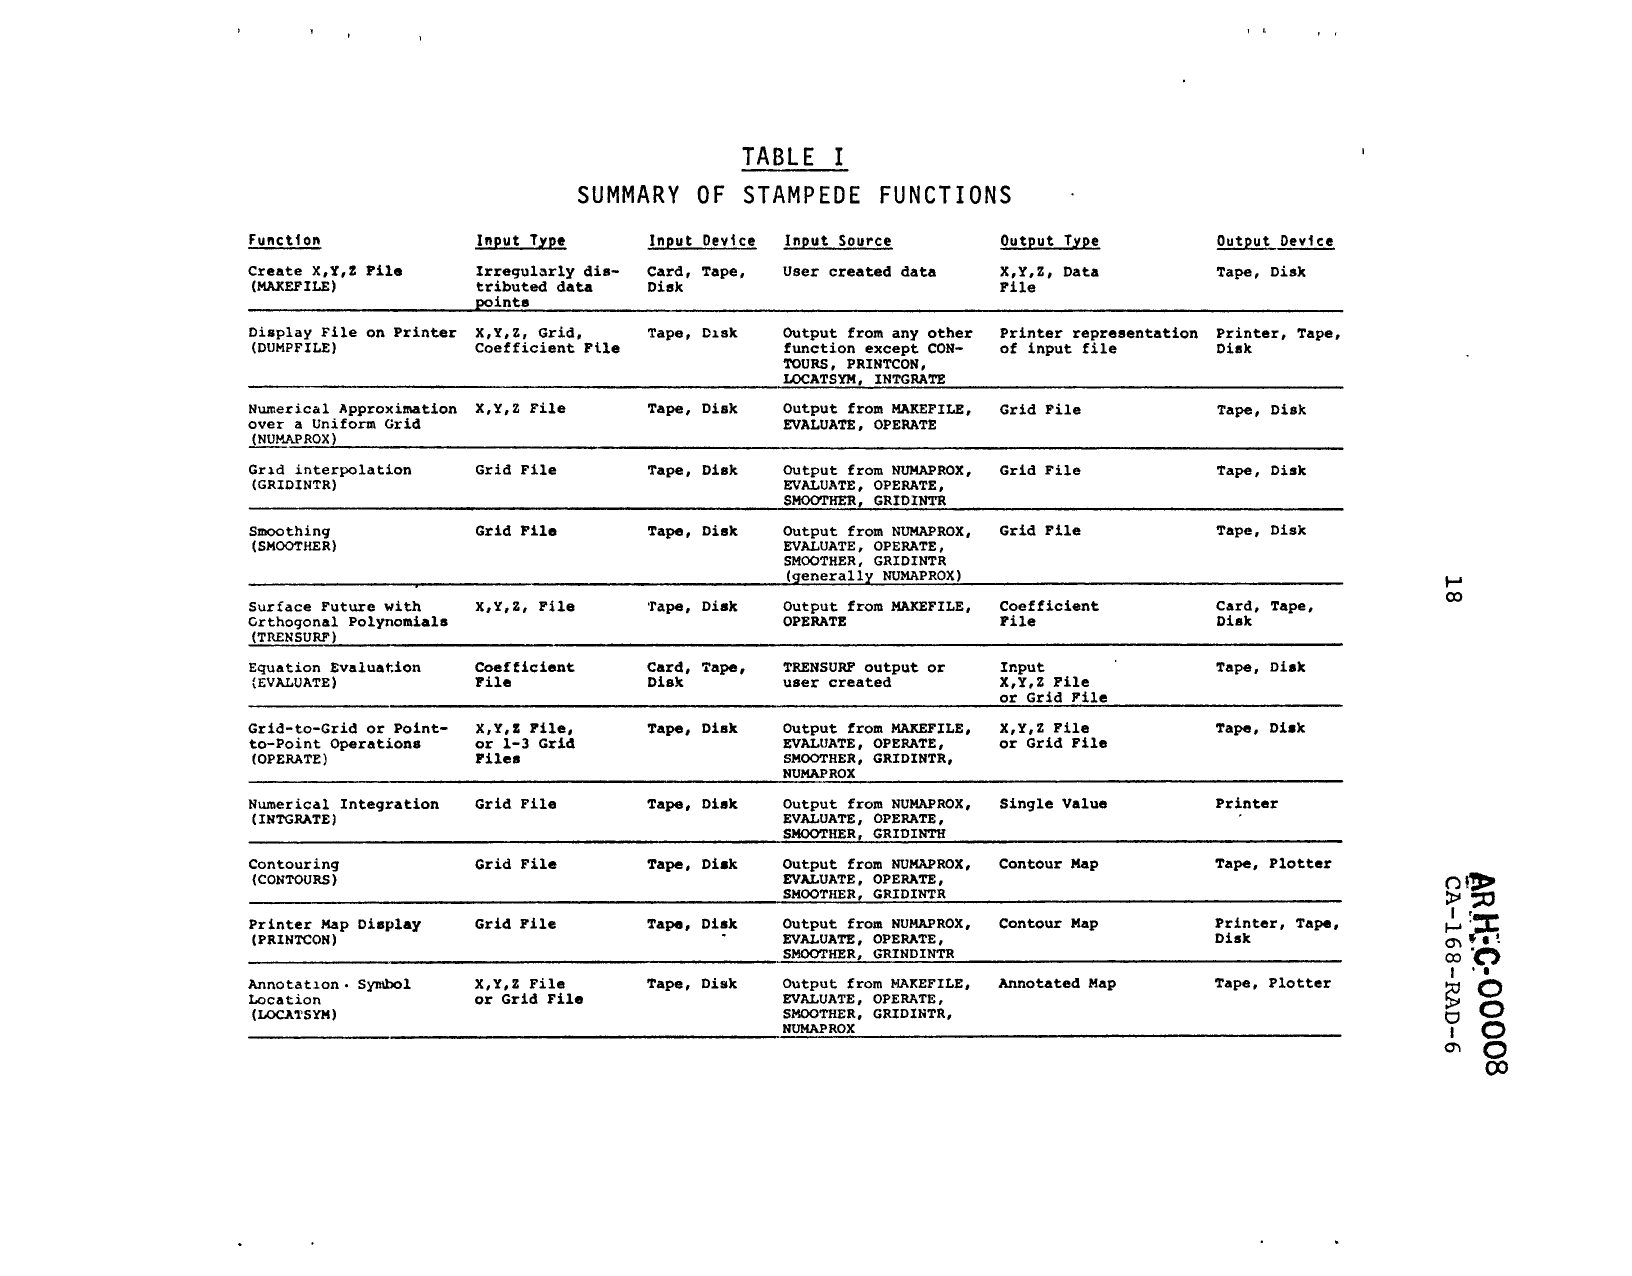 TABLE I
SUMMARY OF STAMPEDE FUNCTIONS
Function Input Type Input Device Input Source Output Type Output Device
Create X,Y,Z File Irregularly dis- Card, Tape, User created data X,Y,Z, Data Tape, Disk
(MAKEFILE) tributed data Disk File
points
Display File on Printer X,Y,Z, Grid, Tape, Disk Output from any other Printer representation Printer, Tape,
(DUMPFILE) Coefficient File function except CON- of input file Disk
TOURS, PRINTCON,
LOCATSYM, INTGRATE
Numerical Approximation X,Y,Z File Tape, Disk Output from MAKEFILE, Grid File Tape, Disk
over a Uniform Grid EVALUATE, OPERATE
(NUMAPROX)
Grid interpolation Grid File Tape, Disk Output from NUMAPROX, Grid File Tape, Disk
(GRIDINTR) EVALUATE, OPERATE,
SMOOTHER, GRIDINTR
Smoothing Grid File Tape, Disk Output from NUMAPROX, Grid File Tape, Disk
(SMOOTHER) EVALUATE, OPERATE,
SMOOTHER, GRIDINTR
(generally NUMAPROX)
Surface Future with X,Y,Z, File Tape, Disk Output from MAKEFILE, Coefficient Card, Tape,
Orthogonal Polynomials OPERATE File Disk
(TRENSURF)
Equation Evaluation Coefficient Card, Tape, TRENSURF output or Input Tape, Disk
(EVALUATE) File Disk user created X,Y,Z File
or Grid File
Grid-to-Grid or Point- X,Y,Z File, Tape, Disk Output from MAKEFILE, X,Y,Z File Tape, Disk
to-Point Operations or 1-3 Grid EVALUATE, OPERATE, or Grid File
(OPERATE) Files SMOOTHER, GRIDINTR,
NUMAPROX
Numerical Integration Grid File Tape, Disk Output from NUMAPROX, Single Value Printer
(INTGRATE) EVALUATE, OPERATE,
SMOOTHER, GRIDINTH
Contouring Grid File Tape, Disk Output from NUMAPROX, Contour Map Tape, Plotter
(CONTOURS) EVALUATE, OPERATE,
SMOOTHER, GRIDINTR
Printer Map Display Grid File Tape, Disk Output from NUMAPROX, Contour Map Printer, Tape,
(PRINTCON) EVALUATE, OPERATE, Disk
SMOOTHER, GRINDINTR
Annotation · Symbol X,Y,Z File Tape, Disk Output from MAKEFILE, Annotated Map Tape, Plotter
Location or Grid File EVALUATE, OPERATE,
(LOCATSYM) SMOOTHER, GRIDINTR,
NUMAPROX
18
ARH-C-00008
CA-168-RAD-6